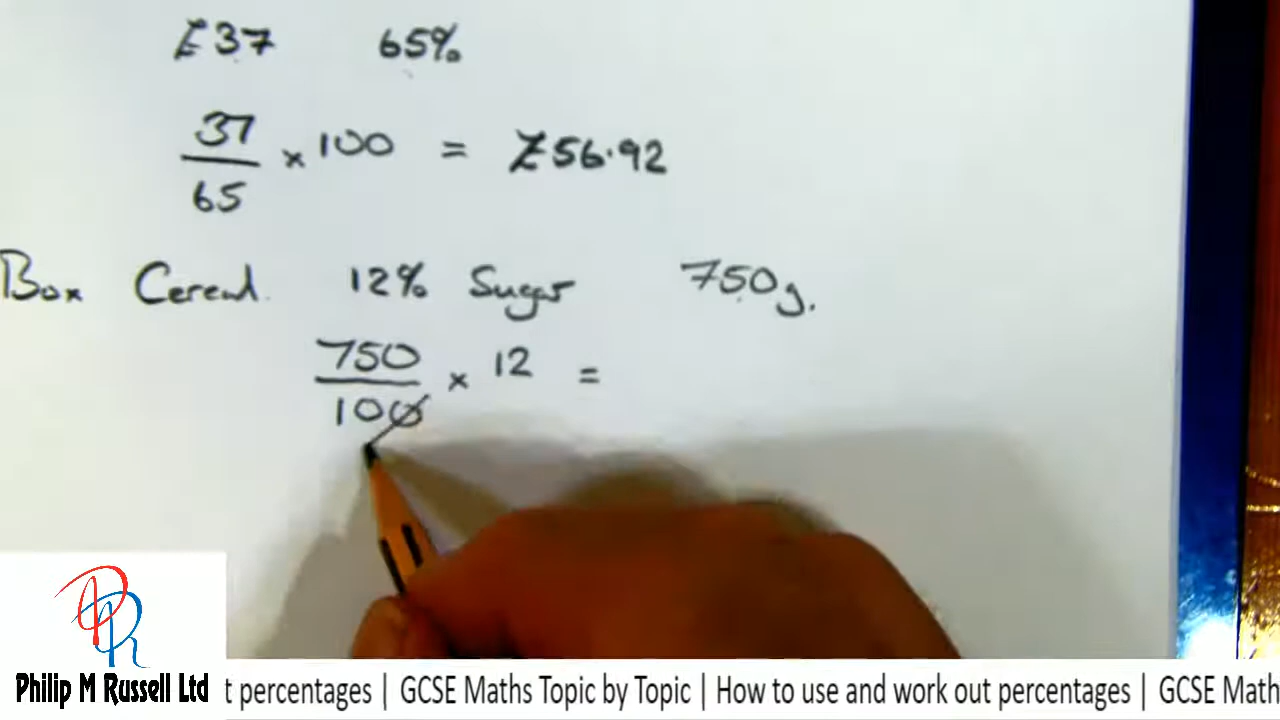 £37 65%
37/65 × 100 = £56.92
Box Cereal. 12% Sugar 750g.
750/100 × 12 =
PR
Philip M Russell Ltd
t percentages | GCSE Maths Topic by Topic | How to use and work out percentages | GCSE Math